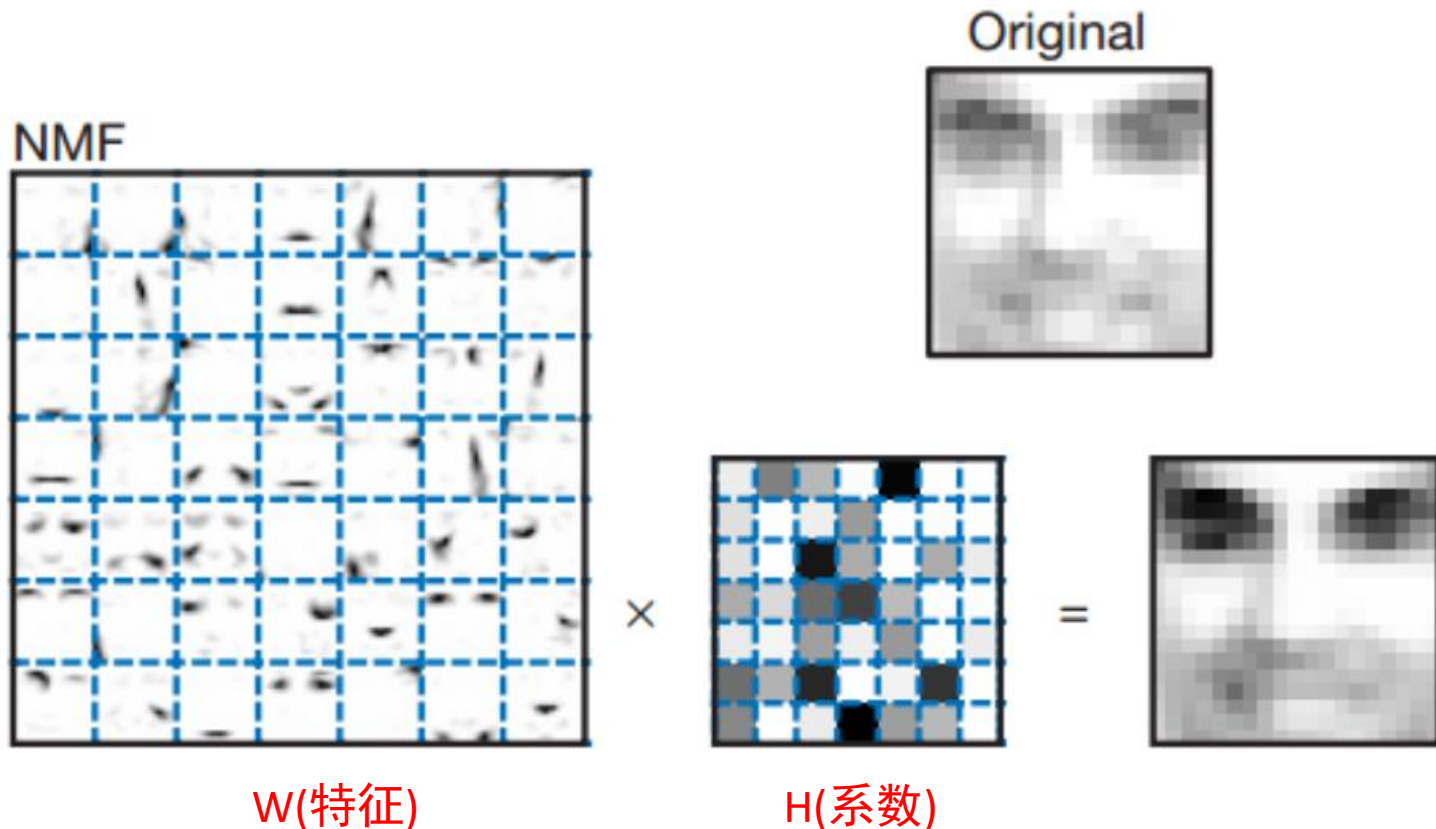 Original
NMF
×
=
W(特征)
H(系数)